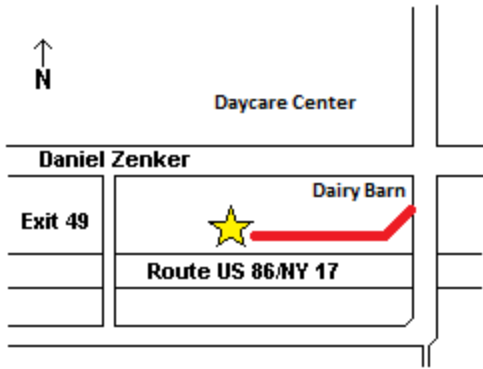 N
Daycare Center
Daniel Zenker
Dairy Barn
Exit 49
Route US 86/NY 17